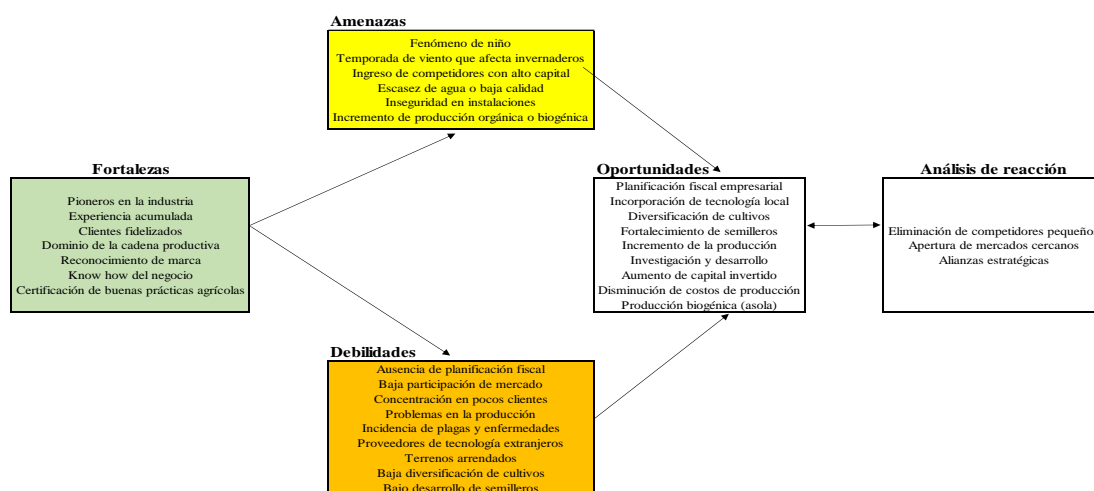 Amenazas
Fenómeno de niño
Temporada de viento que afecta invernaderos
Ingreso de competidores con alto capital
Escasez de agua o baja calidad
Inseguridad en instalaciones
Incremento de producción orgánica o biogénica
Fortalezas
Pioneros en la industria
Experiencia acumulada
Clientes fidelizados
Dominio de la cadena productiva
Reconocimiento de marca
Know how del negocio
Certificación de buenas prácticas agrícolas
Debilidades
Ausencia de planificación fiscal
Baja participación de mercado
Concentración en pocos clientes
Problemas en la producción
Incidencia de plagas y enfermedades
Proveedores de tecnología extranjeros
Terrenos arrendados
Baja diversificación de cultivos
Bajo desarrollo de semilleros
Oportunidades
Planificación fiscal empresarial
Incorporación de tecnología local
Diversificación de cultivos
Fortalecimiento de semilleros
Incremento de la producción
Investigación y desarrollo
Aumento de capital invertido
Disminución de costos de producción
Producción biogénica (asola)
Análisis de reacción
Eliminación de competidores pequeño
Apertura de mercados cercanos
Alianzas estratégicas